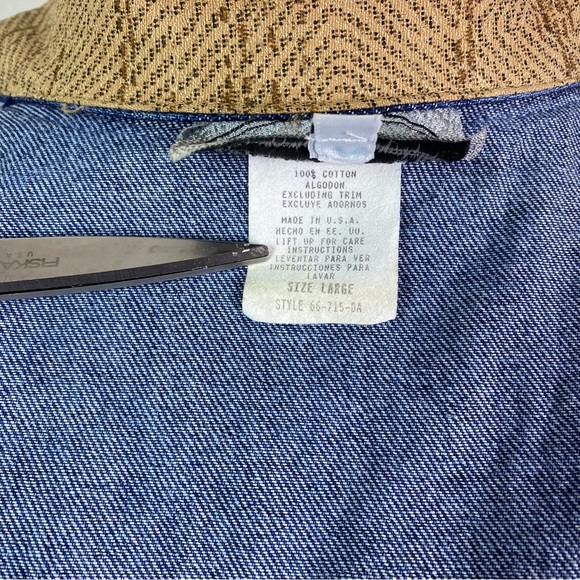 100% COTTON
ALGODON
EXCLUDING TRIM
EXCLUYE ADORNOS
MADE IN U.S.A.
HECHO EN EE. UU.
LIFT UP FOR CARE
INSTRUCTIONS
LEVENTAR PARA VER
INSTRUCCIONES PARA
LAVAR
SIZE LARGE
STYLE 66-715-DA
FISKA
U.S.A.